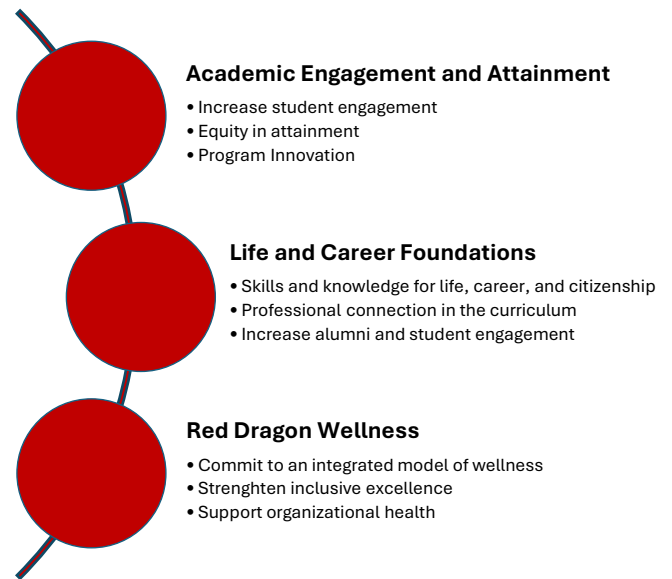 Academic Engagement and Attainment
• Increase student engagement
• Equity in attainment
• Program Innovation
Life and Career Foundations
• Skills and knowledge for life, career, and citizenship
• Professional connection in the curriculum
• Increase alumni and student engagement
Red Dragon Wellness
• Commit to an integrated model of wellness
• Strenghten inclusive excellence
• Support organizational health